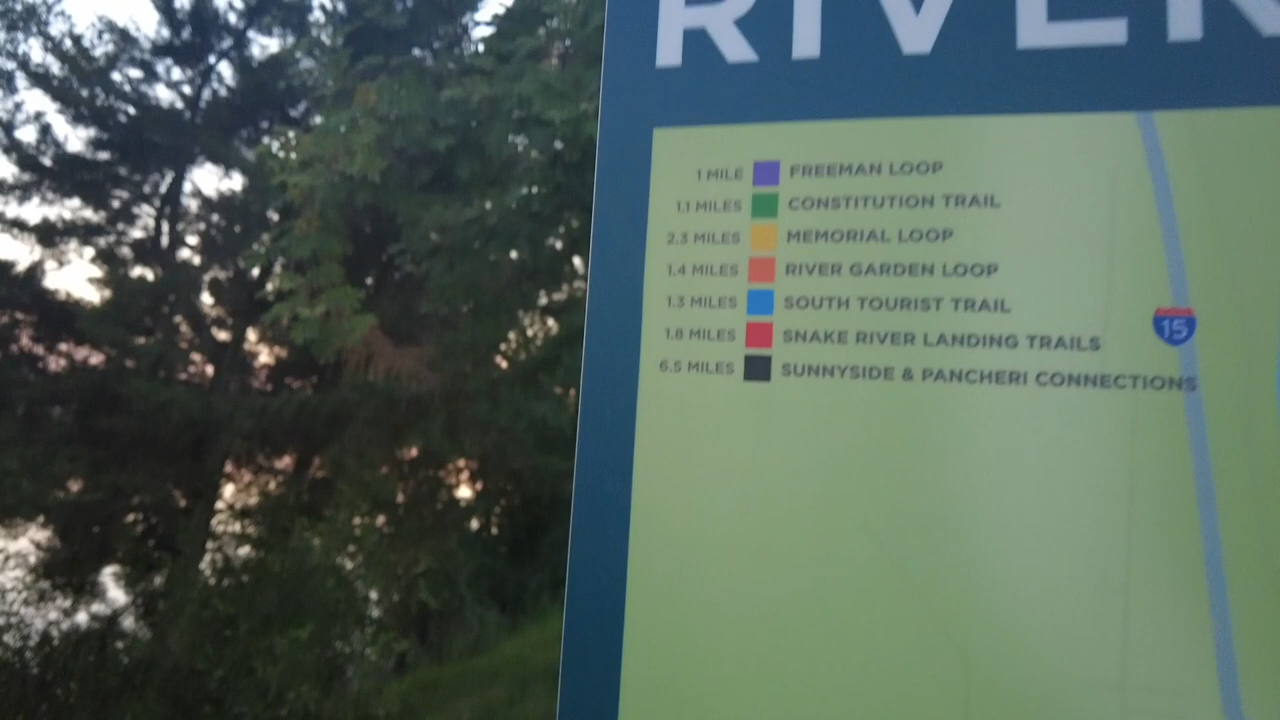 RIVER
1 MILE FREEMAN LOOP
1.1 MILES CONSTITUTION TRAIL
2.3 MILES MEMORIAL LOOP
1.4 MILES RIVER GARDEN LOOP
1.3 MILES SOUTH TOURIST TRAIL
1.8 MILES SNAKE RIVER LANDING TRAILS
6.5 MILES SUNNYSIDE & PANCHERI CONNECTIONS
15